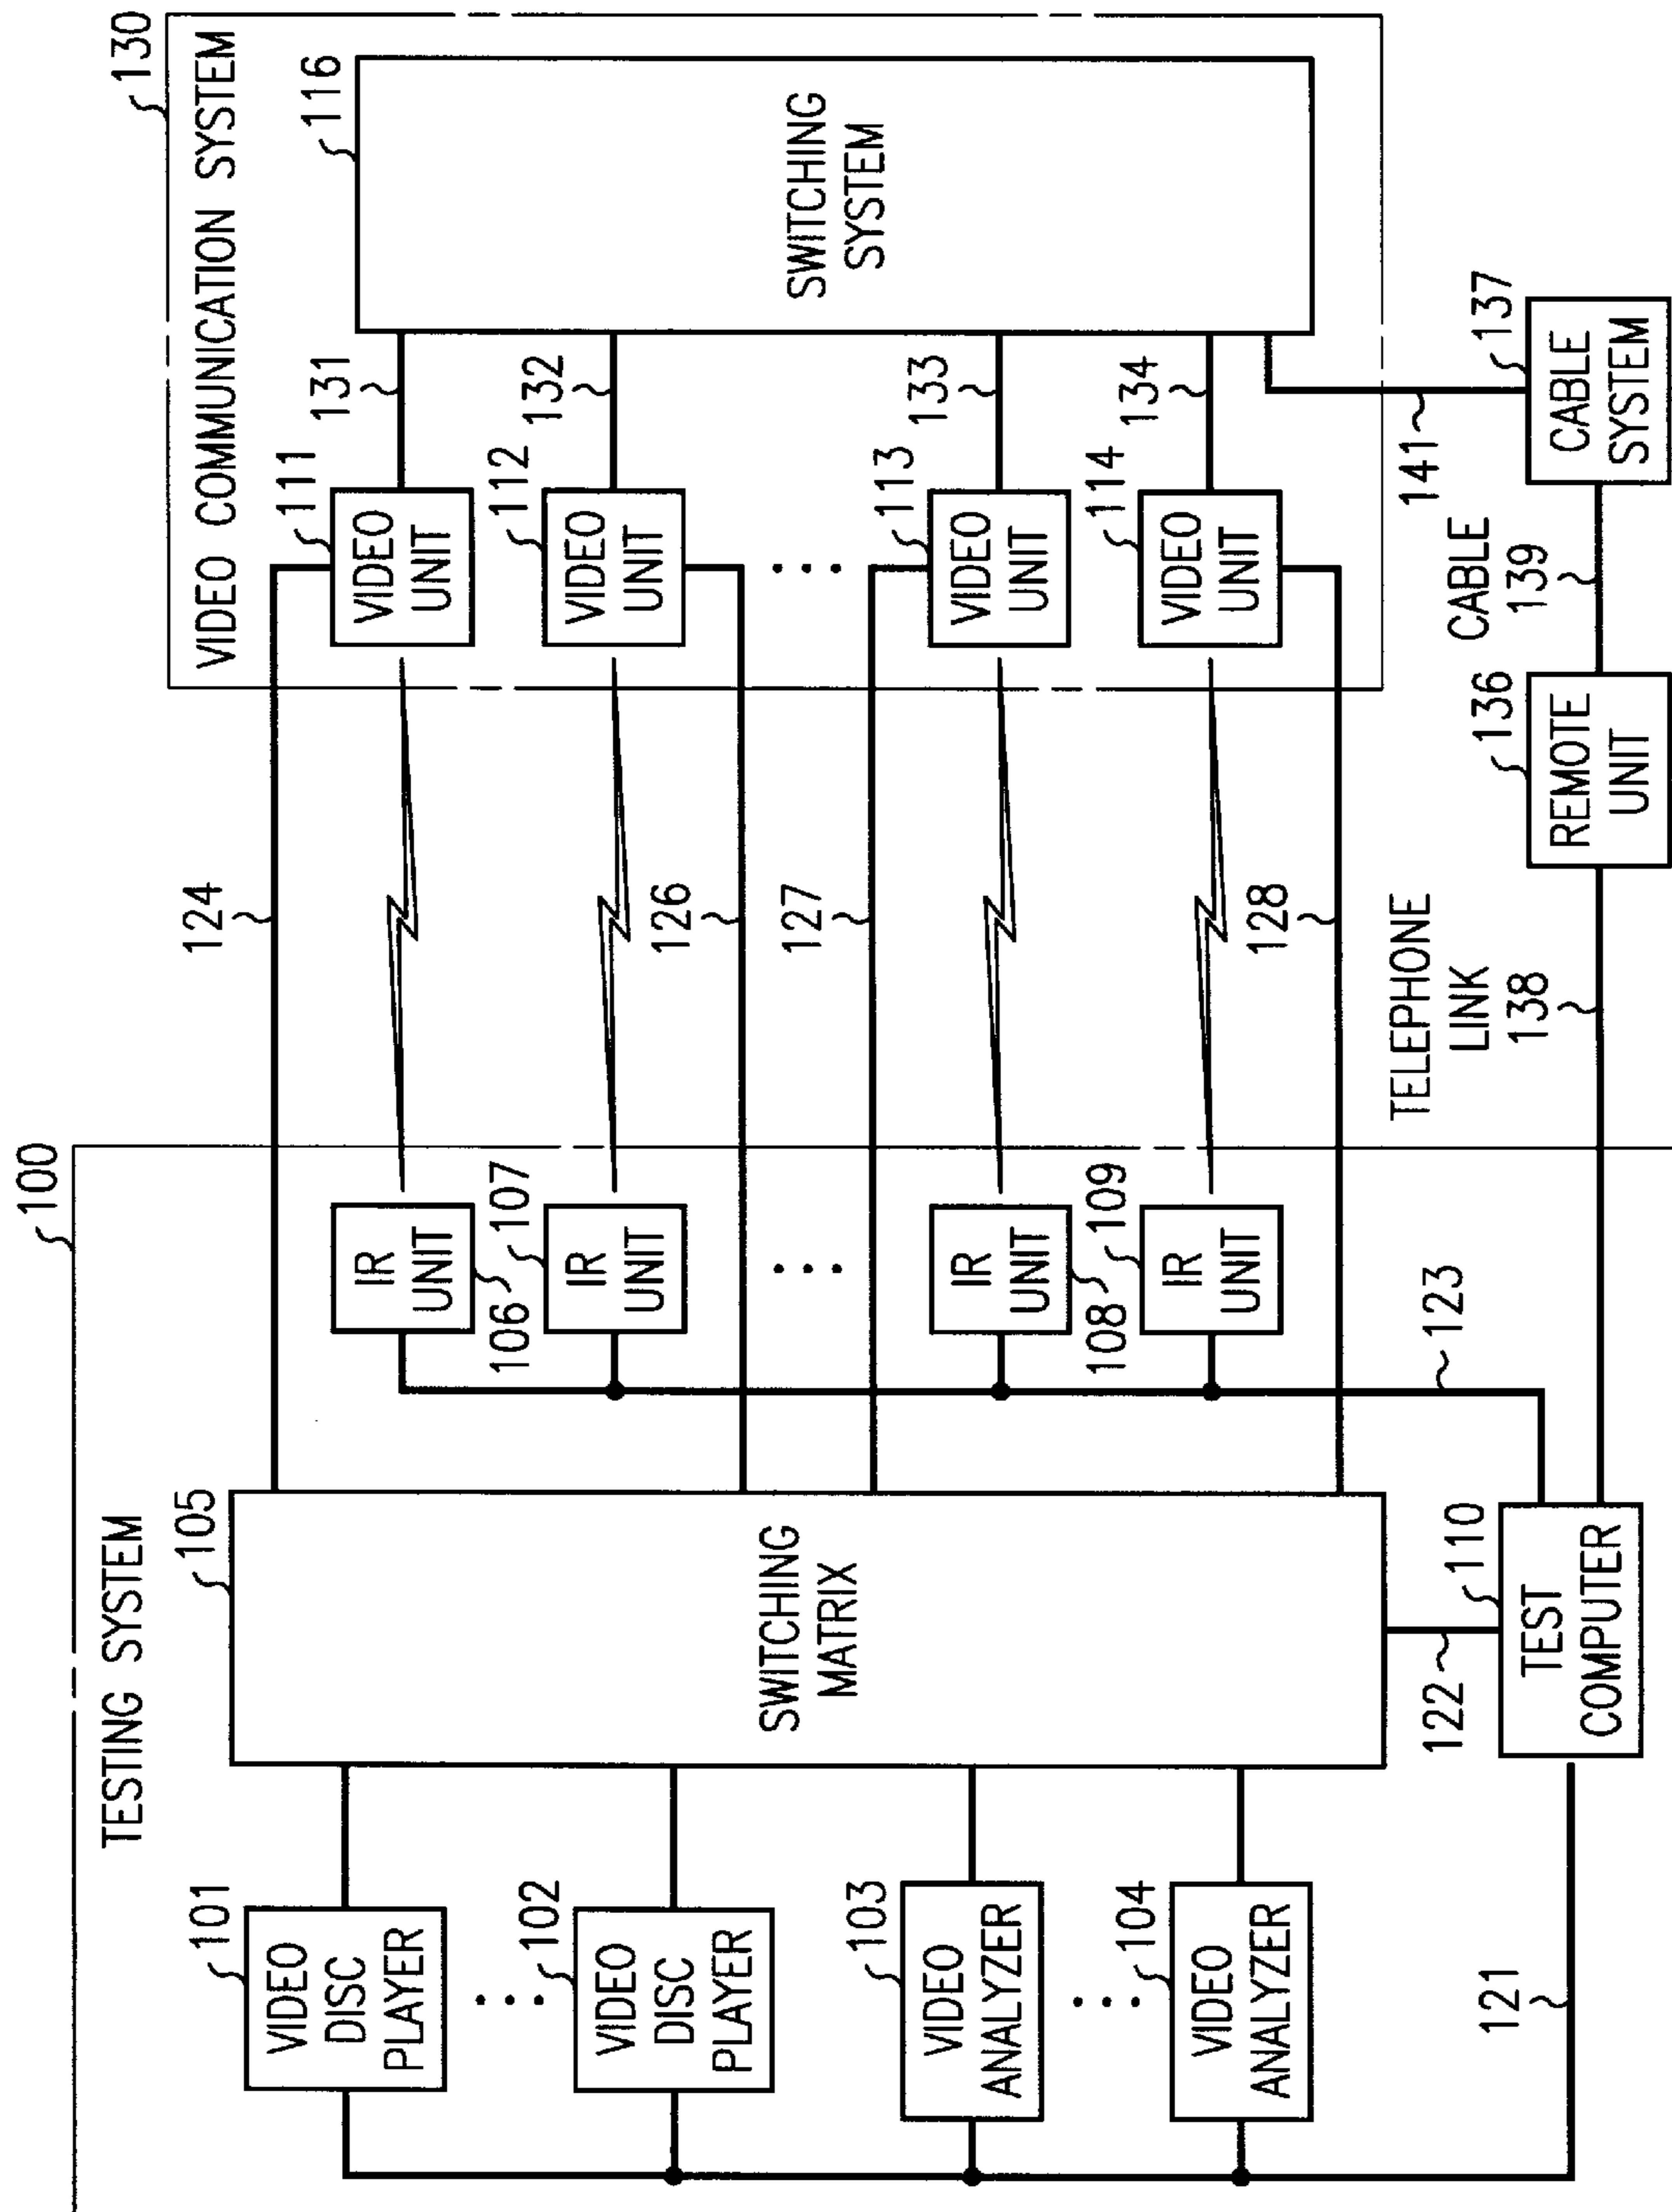 100
TESTING SYSTEM
101
VIDEO
DISC
PLAYER
102
VIDEO
DISC
PLAYER
103
VIDEO
ANALYZER
104
VIDEO
ANALYZER
121
105
SWITCHING
MATRIX
122
110
TEST
COMPUTER
123
IR
UNIT
106
107
IR
UNIT
IR
UNIT
108
109
IR
UNIT
124
126
127
128
TELEPHONE
LINK
138
130
VIDEO COMMUNICATION SYSTEM
111
VIDEO
UNIT
112
VIDEO
UNIT
113
VIDEO
UNIT
114
VIDEO
UNIT
131
132
133
134
116
SWITCHING
SYSTEM
141
136
REMOTE
UNIT
CABLE
139
137
CABLE
SYSTEM